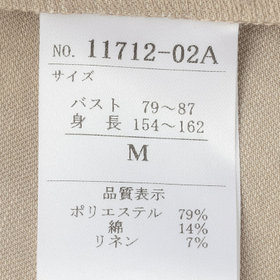 NO. 11712-02A
サイズ
バスト 79～87
身長 154～162
M
品質表示
ポリエステル 79%
綿 14%
リネン 7%